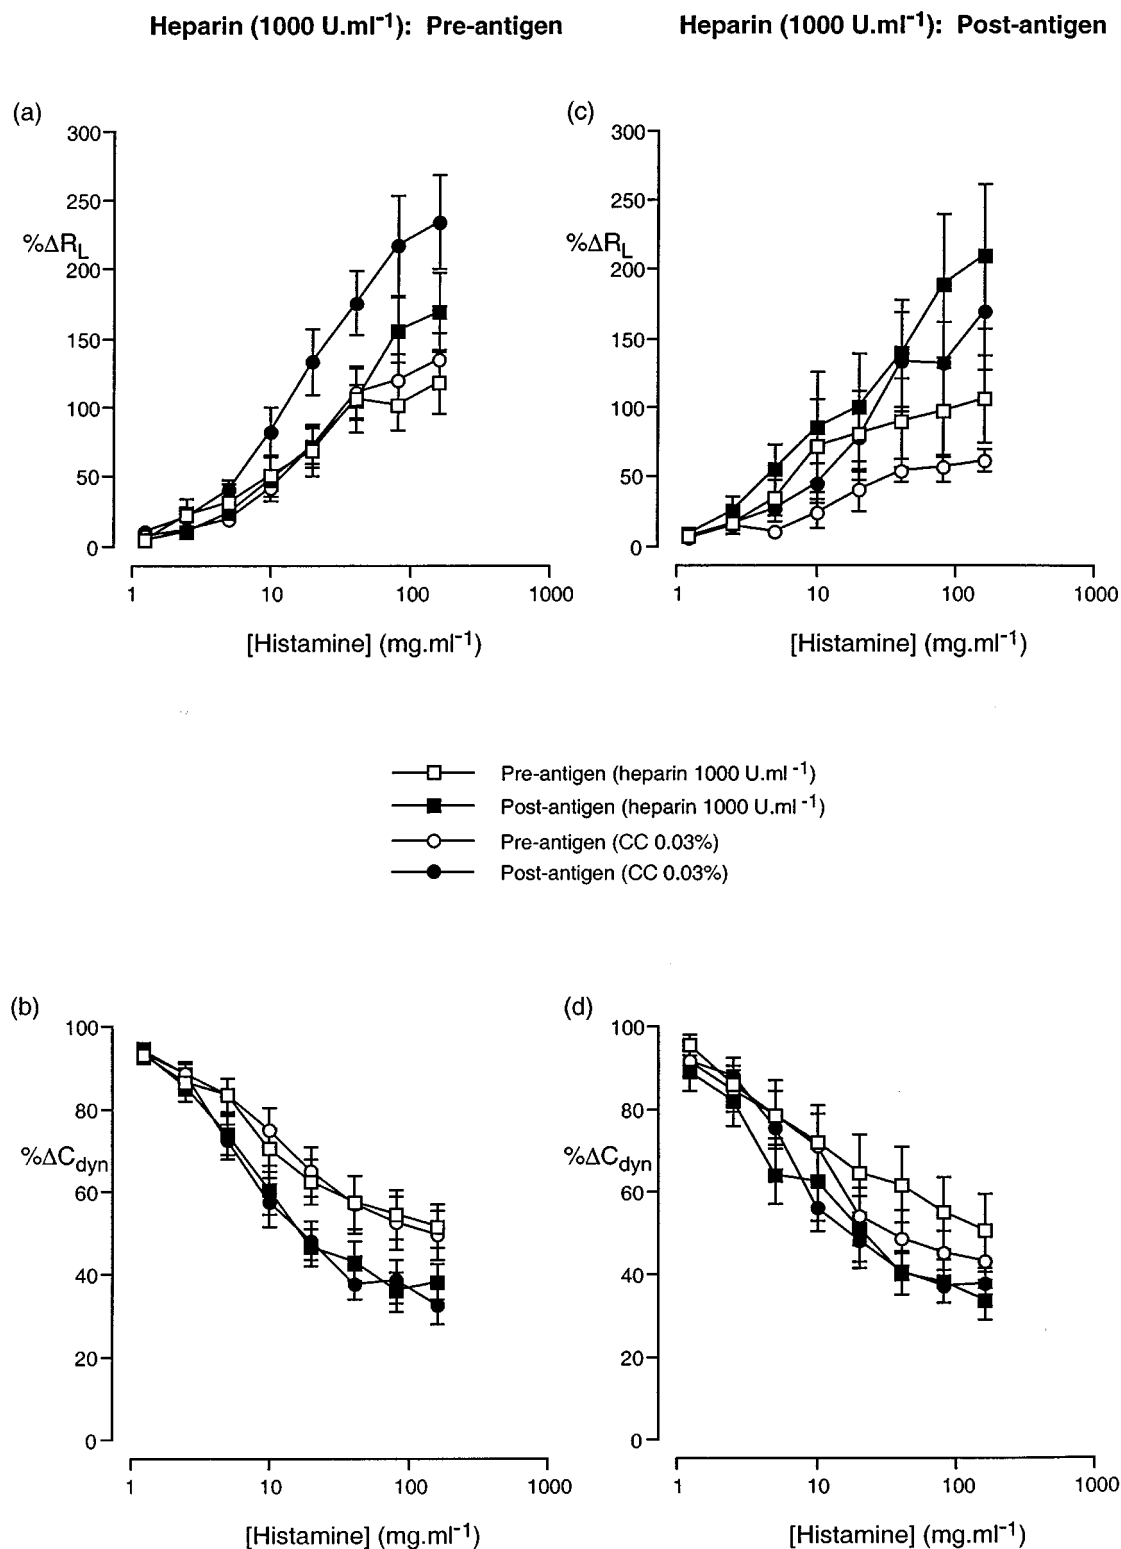 Heparin (1000 U.ml⁻¹): Pre-antigen
Heparin (1000 U.ml⁻¹): Post-antigen
(a)
300
250
%ΔR_L
200
150
100
50
0
1 10 100 1000
[Histamine] (mg.ml⁻¹)
(c)
300
250
%ΔR_L
200
150
100
50
0
1 10 100 1000
[Histamine] (mg.ml⁻¹)
Pre-antigen (heparin 1000 U.ml⁻¹)
Post-antigen (heparin 1000 U.ml⁻¹)
Pre-antigen (CC 0.03%)
Post-antigen (CC 0.03%)
(b)
100
80
%ΔC_dyn
60
40
20
0
1 10 100 1000
[Histamine] (mg.ml⁻¹)
(d)
100
80
%ΔC_dyn
60
40
20
0
1 10 100 1000
[Histamine] (mg.ml⁻¹)